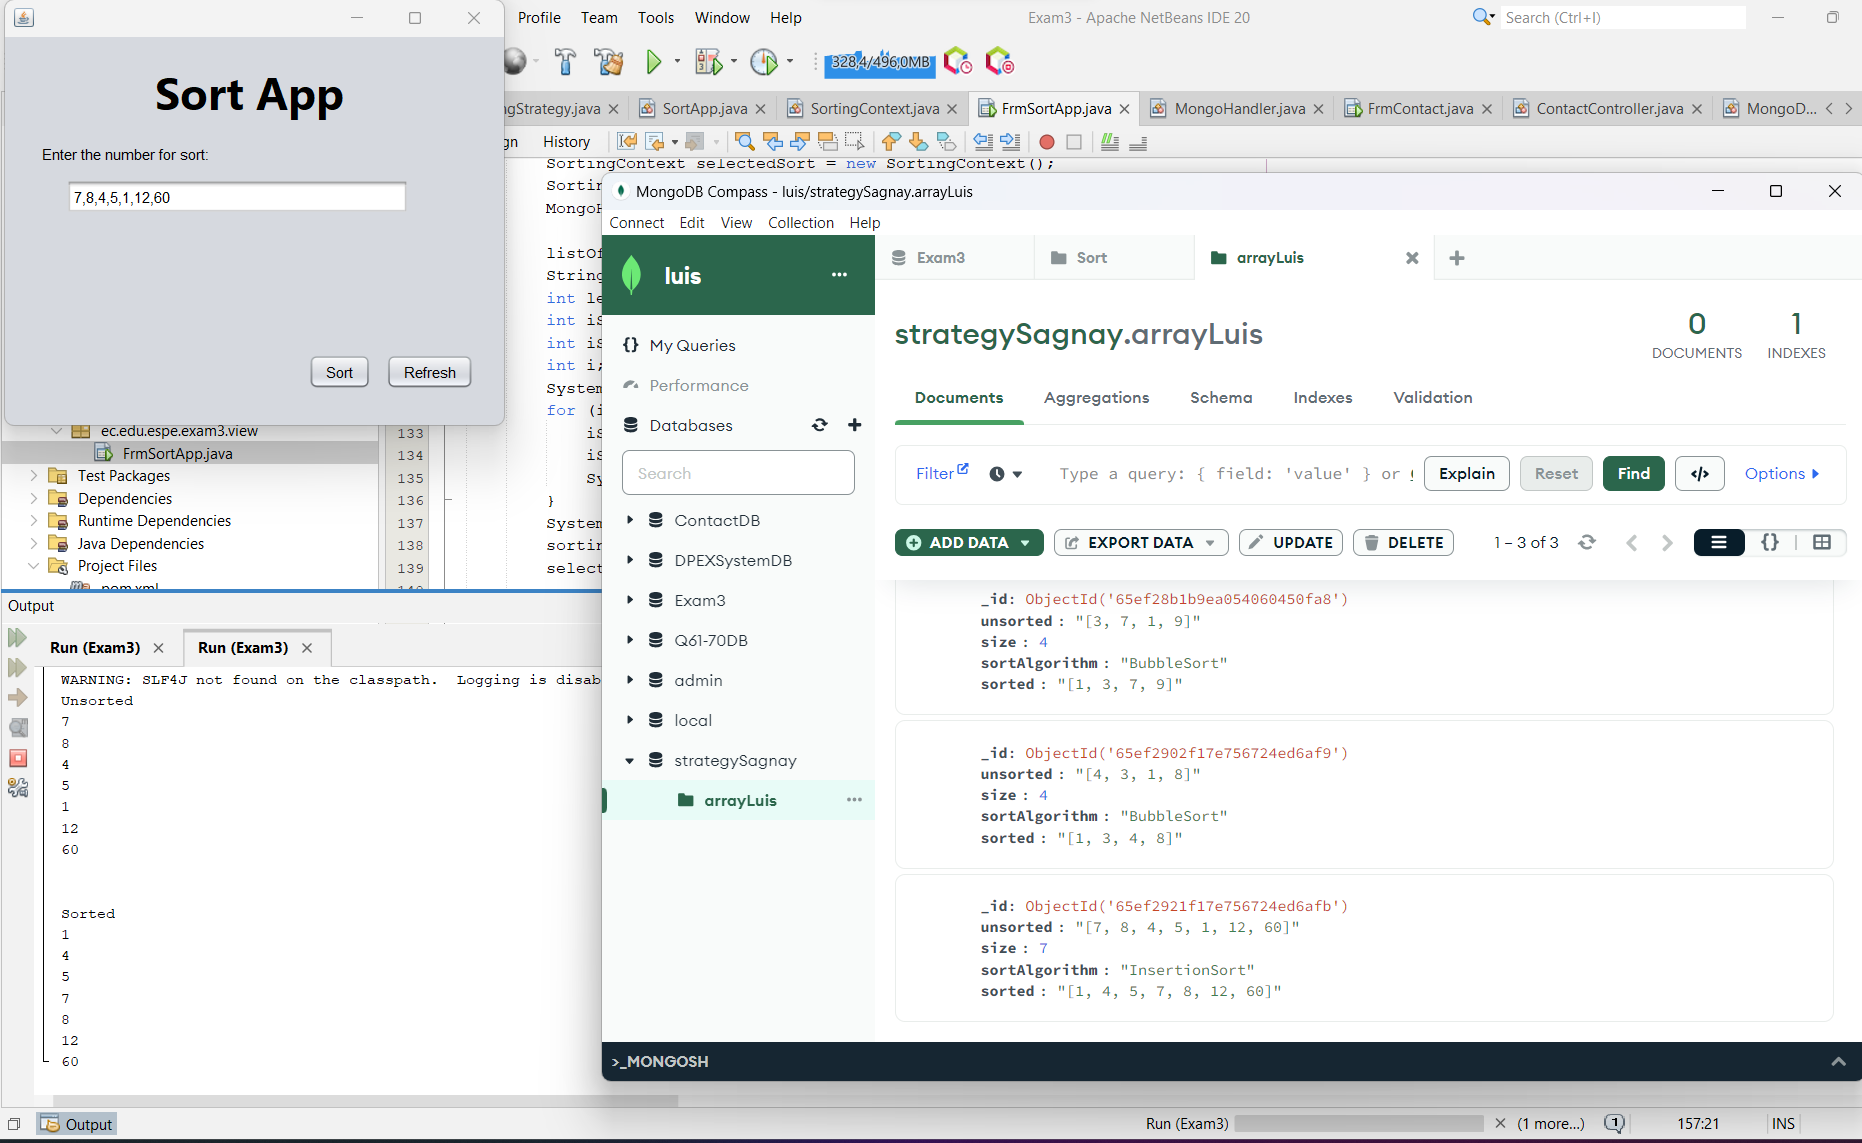 Profile Team Tools Window Help
Exam3 - Apache NetBeans IDE 20
Search (Ctrl+I)
328,4/496,0MB
ngStrategy.java
SortApp.java
SortingContext.java
FrmSortApp.java
MongoHandler.java
FrmContact.java
ContactController.java
MongoD...
gn History
Sort App
Enter the number for sort:
7,8,4,5,1,12,60
Sort Refresh
SortingContext selectedSort = new SortingContext();
Sortin
MongoH
listOf
String
int le
int iS
int iS
int i;
System
for (i
133 iS
134 iS
135 Sy
136 }
137 System
138 sortin
139 select
ec.edu.espe.exam3.view
FrmSortApp.java
Test Packages
Dependencies
Runtime Dependencies
Java Dependencies
Project Files
pom.xml
Output
Run (Exam3)
Run (Exam3)
WARNING: SLF4J not found on the classpath.  Logging is disab
Unsorted
7
8
4
5
1
12
60
Sorted
1
4
5
7
8
12
60
MongoDB Compass - luis/strategySagnay.arrayLuis
Connect Edit View Collection Help
luis
My Queries
Performance
Databases
Search
ContactDB
DPEXSystemDB
Exam3
Q61-70DB
admin
local
strategySagnay
arrayLuis
Exam3
Sort
arrayLuis
strategySagnay.arrayLuis
0
DOCUMENTS
1
INDEXES
Documents Aggregations Schema Indexes Validation
Filter
Type a query: { field: 'value' } or
Explain Reset Find </> Options
ADD DATA EXPORT DATA UPDATE DELETE 1 – 3 of 3 {}
_id: ObjectId('65ef28b1b9ea054060450fa8')
unsorted : "[3, 7, 1, 9]"
size : 4
sortAlgorithm : "BubbleSort"
sorted : "[1, 3, 7, 9]"
_id: ObjectId('65ef2902f17e756724ed6af9')
unsorted : "[4, 3, 1, 8]"
size : 4
sortAlgorithm : "BubbleSort"
sorted : "[1, 3, 4, 8]"
_id: ObjectId('65ef2921f17e756724ed6afb')
unsorted : "[7, 8, 4, 5, 1, 12, 60]"
size : 7
sortAlgorithm : "InsertionSort"
sorted : "[1, 4, 5, 7, 8, 12, 60]"
>_MONGOSH
Output
Run (Exam3) (1 more...) 1 157:21 INS